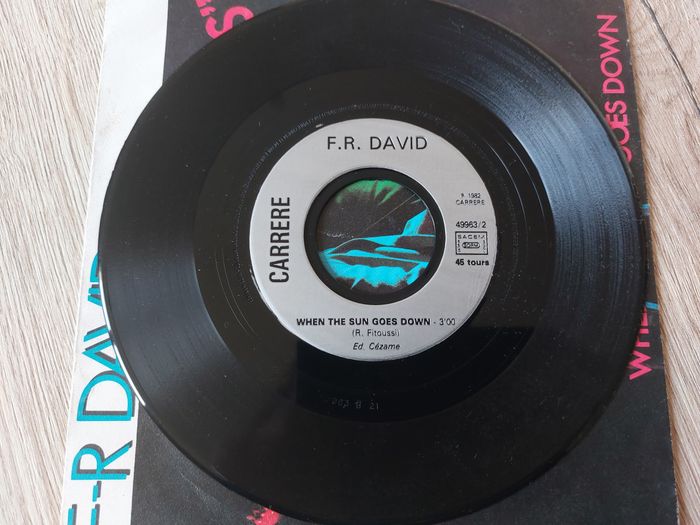 F.R. DAVID
CARRERE
℗ 1982
CARRERE
49963/2
SACEM
45 tours
WHEN THE SUN GOES DOWN - 3'00
(R. Fitoussi)
Ed. Cézame
GOES DOWN
WHE
F-R DAVID